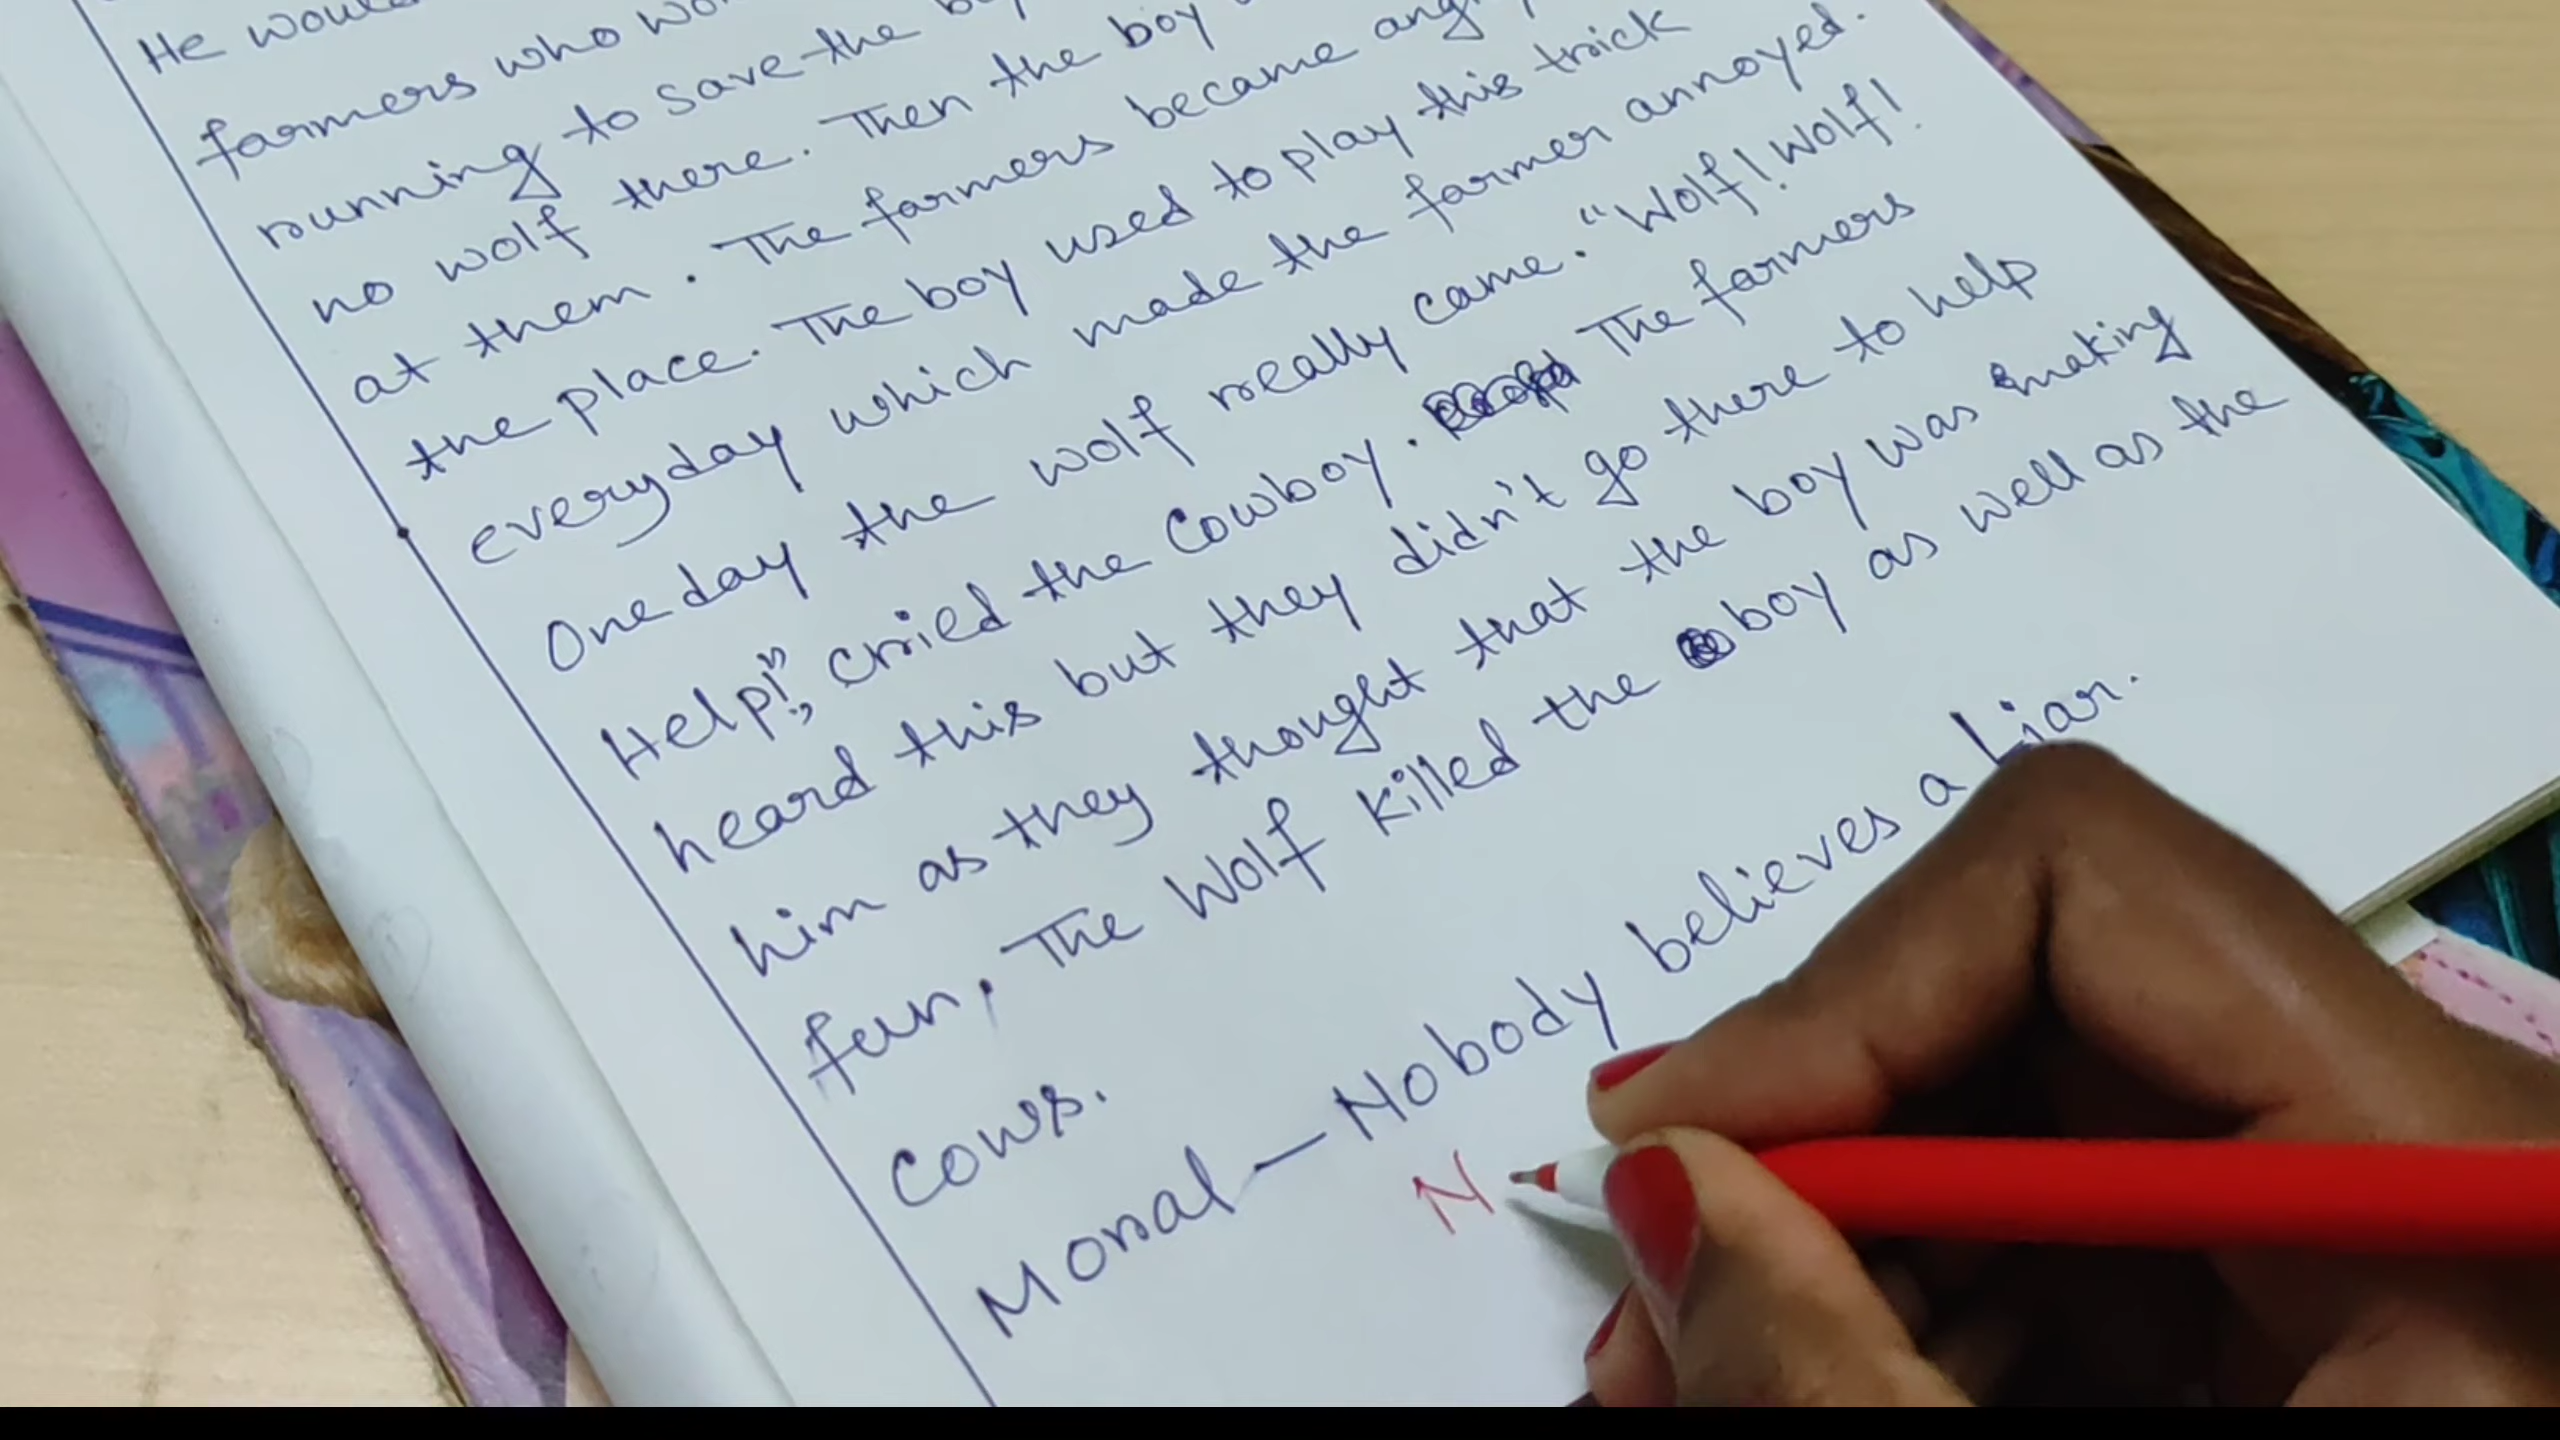 He would
farmers who wo
running to save the bo
no wolf there. Then the boy
at them. The farmers became ang
the place. The boy used to play this trick
everyday which made the farmer annoyed.
One day the wolf really came. "Wolf! Wolf!
Help!", cried the Cowboy. The farmers
heard this but they didn't go there to help
him as they thought that the boy was making
fun. The Wolf killed the boy as well as the
Cows.
Moral — Nobody believes a Liar.
N